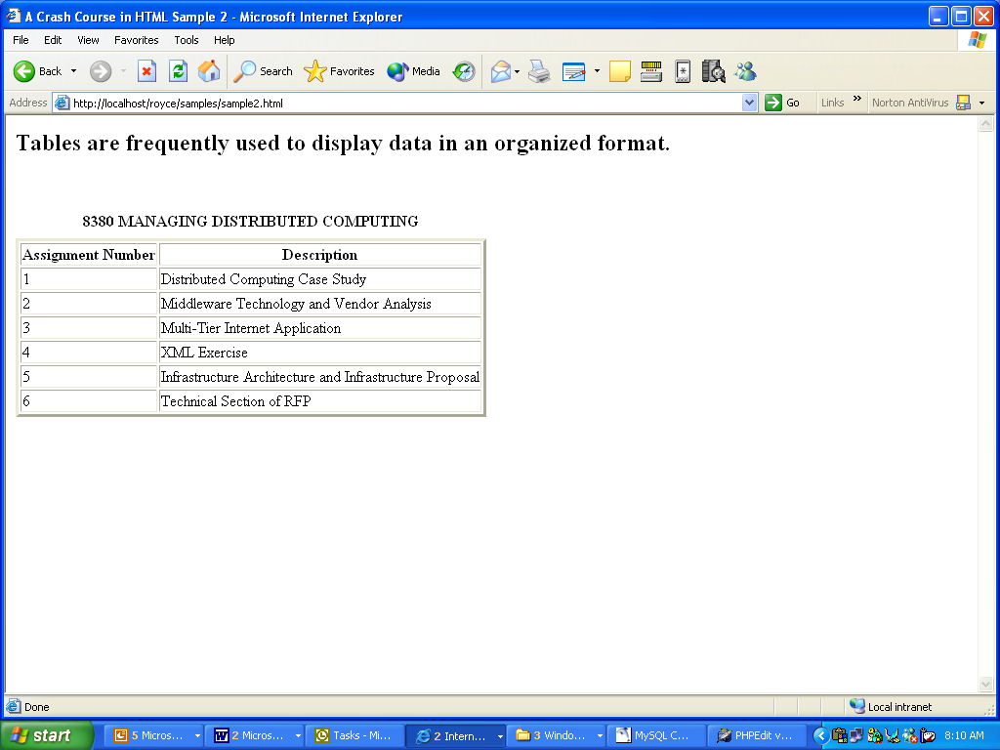 A Crash Course in HTML Sample 2 - Microsoft Internet Explorer
File Edit View Favorites Tools Help
Back Search Favorites Media
Address http://localhost/royce/samples/sample2.html Go Links » Norton AntiVirus
Tables are frequently used to display data in an organized format.
8380 MANAGING DISTRIBUTED COMPUTING
Assignment Number Description
1 Distributed Computing Case Study
2 Middleware Technology and Vendor Analysis
3 Multi-Tier Internet Application
4 XML Exercise
5 Infrastructure Architecture and Infrastructure Proposal
6 Technical Section of RFP
Done Local intranet
start 5 Micros... 2 Micros... Tasks - Mi... 2 Intern... 3 Windo... MySQL C... PHPEdit v... 8:10 AM